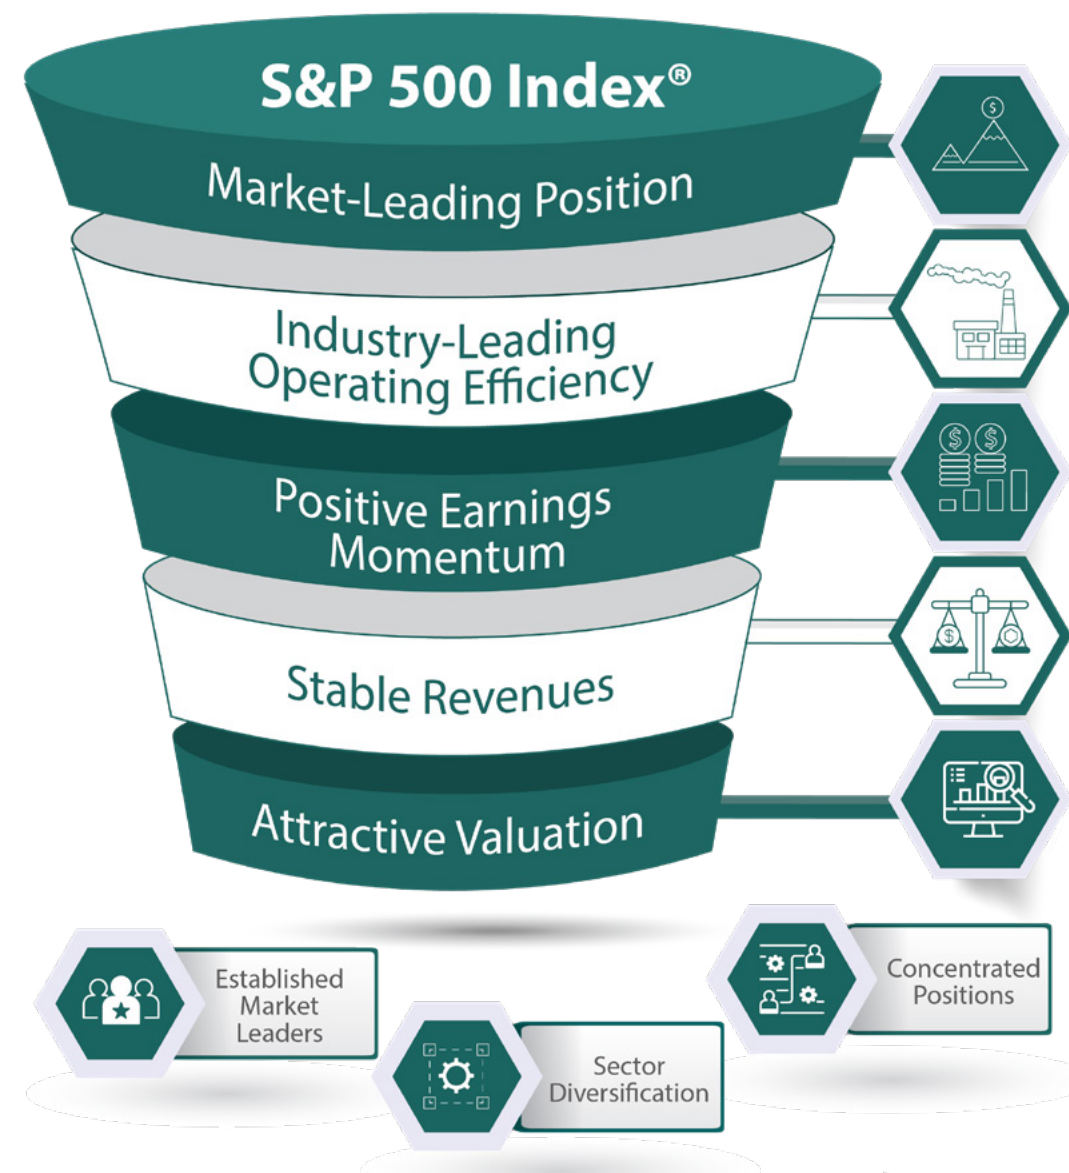 S&P 500 Index®
Market-Leading Position
Industry-Leading
Operating Efficiency
Positive Earnings
Momentum
Stable Revenues
Attractive Valuation
Established
Market
Leaders
Sector
Diversification
Concentrated
Positions